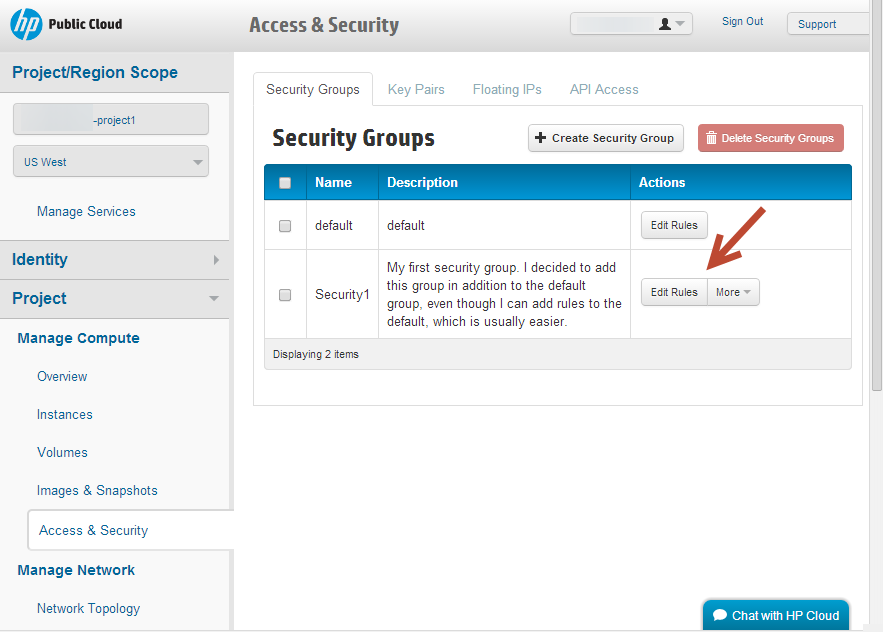 hp Public Cloud
Access & Security
Sign Out
Support
Project/Region Scope
-project1
US West
Manage Services
Identity
Project
Manage Compute
Overview
Instances
Volumes
Images & Snapshots
Access & Security
Manage Network
Network Topology
Security Groups Key Pairs Floating IPs API Access
Security Groups
+ Create Security Group
Delete Security Groups
Name Description Actions
default default Edit Rules
My first security group. I decided to add
this group in addition to the default
group, even though I can add rules to the
default, which is usually easier.
Security1
Edit Rules More
Displaying 2 items
Chat with HP Cloud